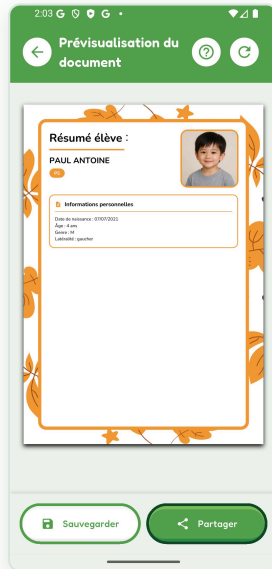 2:03
Prévisualisation du
document
Résumé élève :
PAUL ANTOINE
PS
Informations personnelles
Date de naissance : 07/07/2021
Âge : 4 ans
Genre : M
Latéralité : gaucher
Sauvegarder
Partager